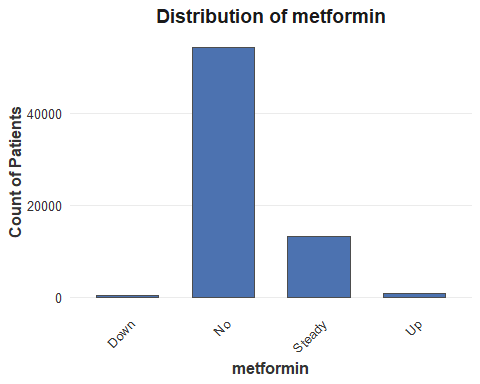 Distribution of metformin
Count of Patients
40000
20000
0
Down
No
Steady
Up
metformin